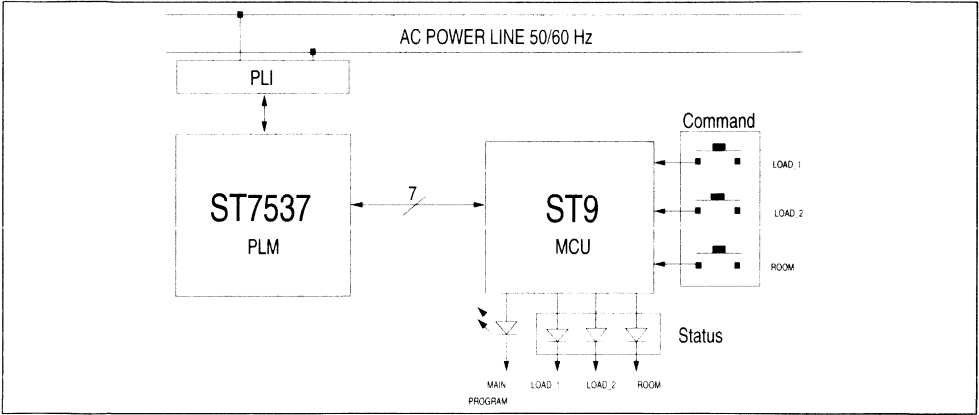 AC POWER LINE 50/60 Hz
PLI
Command
LOAD_1
7
ST7537
PLM
ST9
MCU
LOAD_2
ROOM
Status
MAIN
PROGRAM
LOAD_1
LOAD_2
ROOM